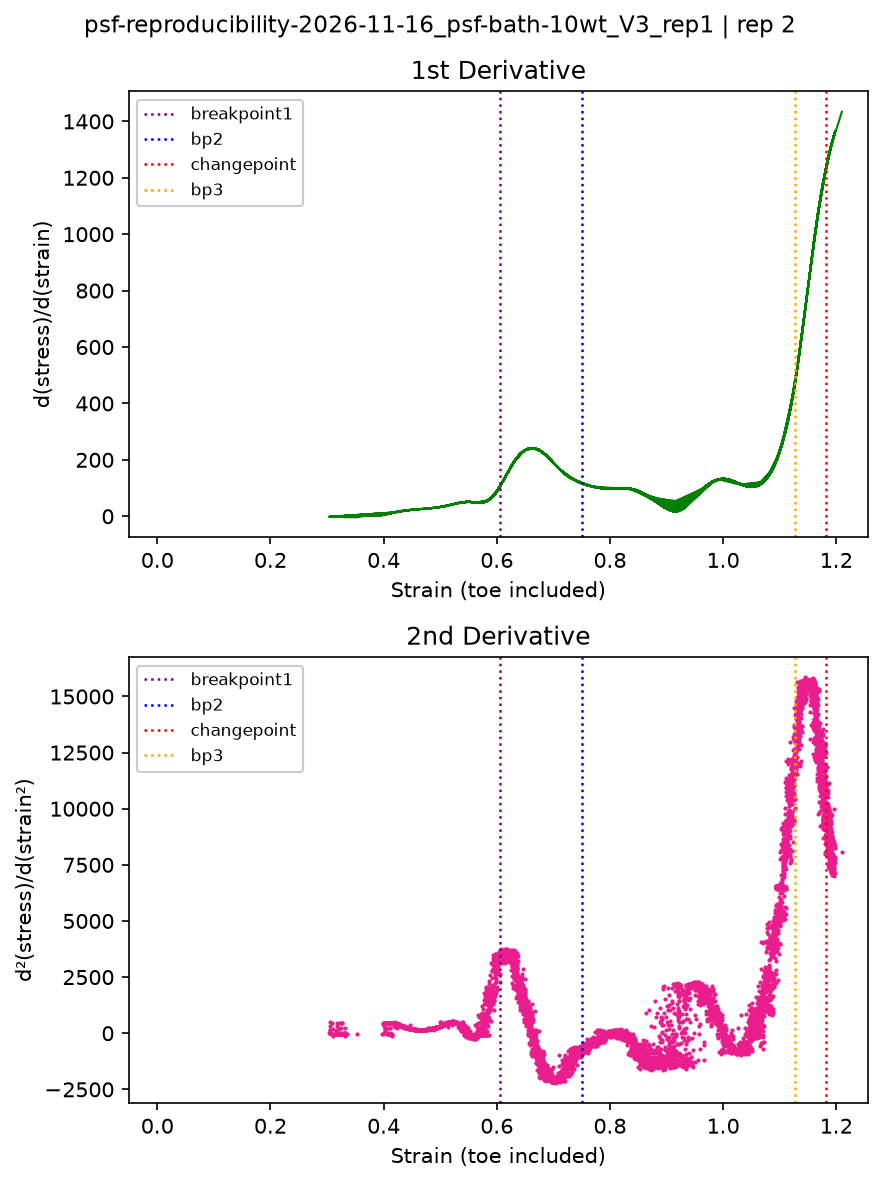 psf-reproducibility-2026-11-16_psf-bath-10wt_V3_rep1 | rep 2
1st Derivative
breakpoint1
bp2
changepoint
bp3
d(stress)/d(strain)
1400
1200
1000
800
600
400
200
0
0.0 0.2 0.4 0.6 0.8 1.0 1.2
Strain (toe included)
2nd Derivative
breakpoint1
bp2
changepoint
bp3
d²(stress)/d(strain²)
15000
12500
10000
7500
5000
2500
0
−2500
0.0 0.2 0.4 0.6 0.8 1.0 1.2
Strain (toe included)